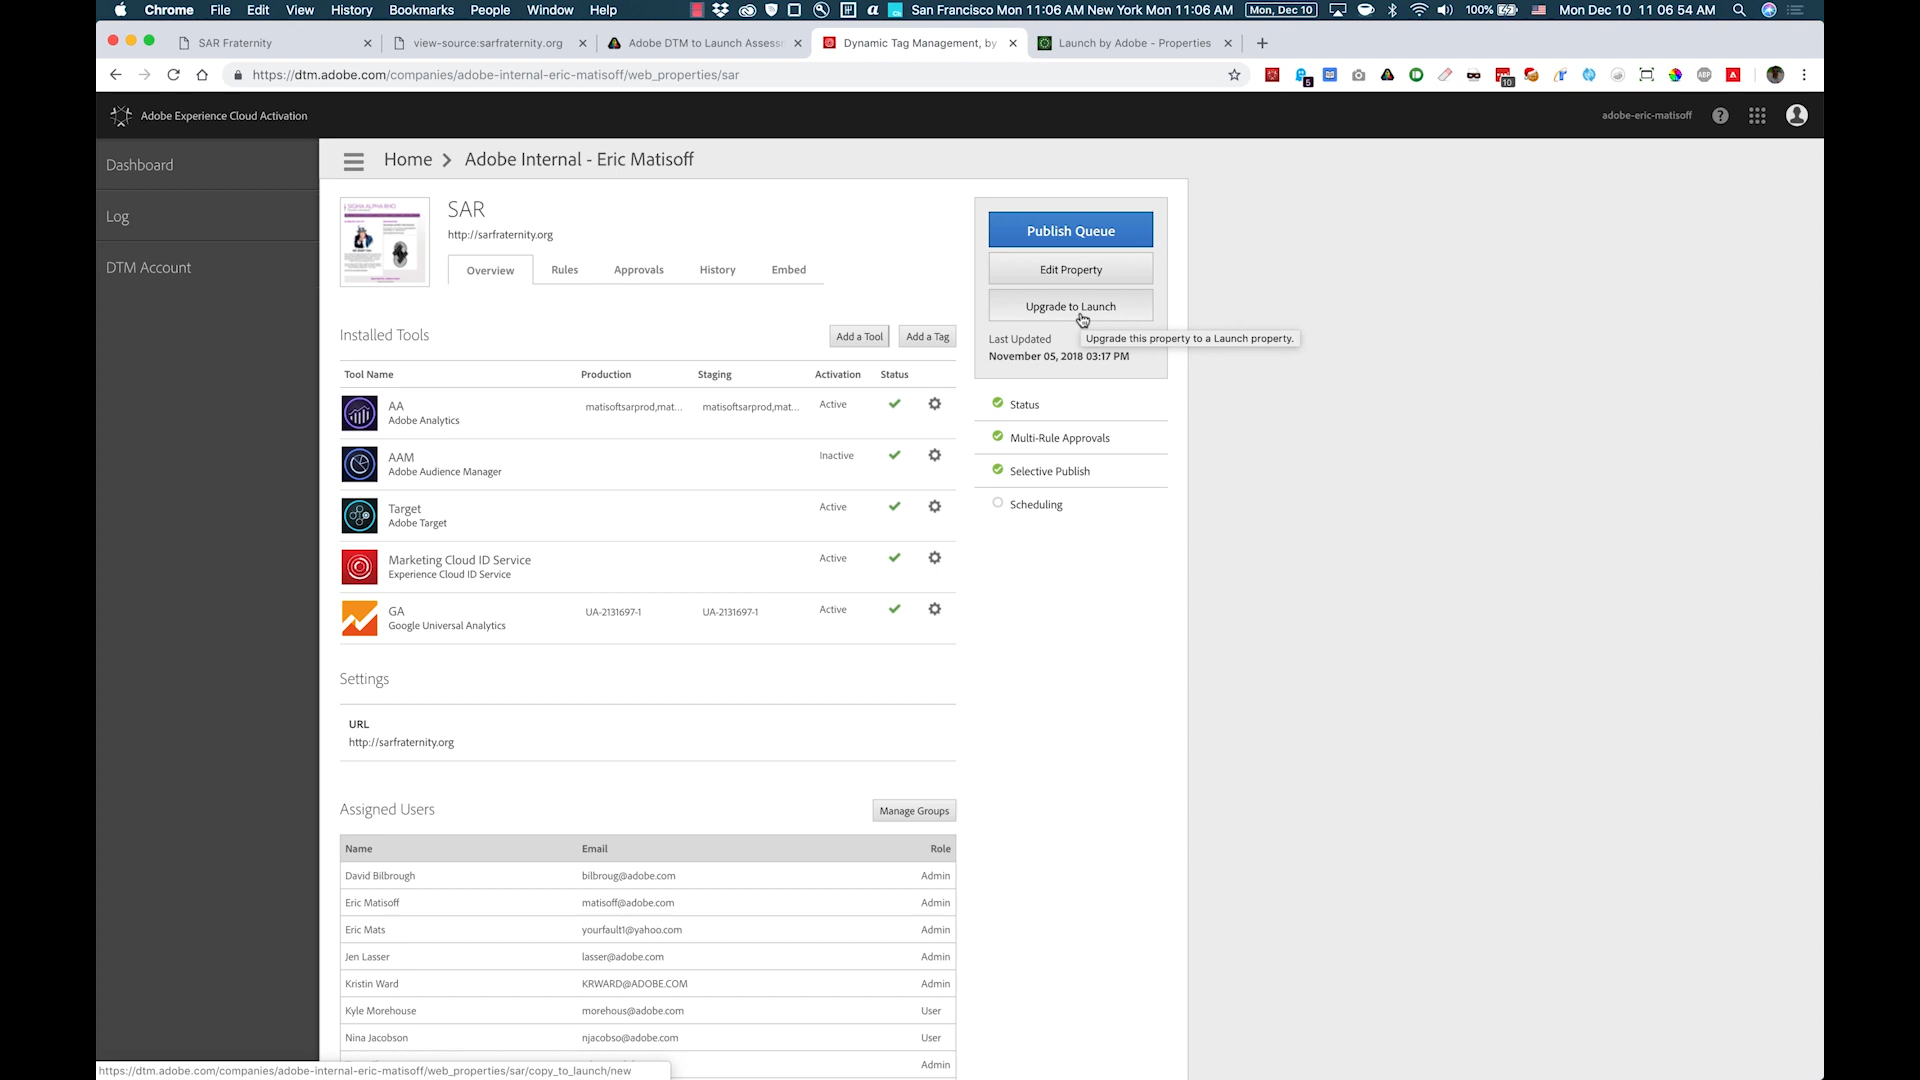 Chrome File Edit View History Bookmarks People Window Help San Francisco Mon 11:06 AM New York Mon 11:06 AM Mon, Dec 10 100% Mon Dec 10 11 06 54 AM
SAR Fraternity view-source:sarfraternity.org Adobe DTM to Launch Assessm Dynamic Tag Management, by Launch by Adobe - Properties
https://dtm.adobe.com/companies/adobe-internal-eric-matisoff/web_properties/sar 5 10 ABP
Adobe Experience Cloud Activation adobe-eric-matisoff
Dashboard
Log
DTM Account
Home > Adobe Internal - Eric Matisoff
SIGMA ALPHA RHO
SAR
http://sarfraternity.org
Overview Rules Approvals History Embed
Publish Queue
Edit Property
Upgrade to Launch
Upgrade this property to a Launch property.
Last Updated
November 05, 2018 03:17 PM
Status
Multi-Rule Approvals
Selective Publish
Scheduling
Installed Tools Add a Tool Add a Tag
Tool Name Production Staging Activation Status
AA matisoftsarprod,mat... matisoftsarprod,mat... Active
Adobe Analytics
AAM Inactive
Adobe Audience Manager
Target Active
Adobe Target
Marketing Cloud ID Service Active
Experience Cloud ID Service
GA UA-2131697-1 UA-2131697-1 Active
Google Universal Analytics
Settings
URL
http://sarfraternity.org
Assigned Users Manage Groups
Name Email Role
David Bilbrough bilbroug@adobe.com Admin
Eric Matisoff matisoff@adobe.com Admin
Eric Mats yourfault1@yahoo.com Admin
Jen Lasser lasser@adobe.com Admin
Kristin Ward KRWARD@ADOBE.COM Admin
Kyle Morehouse morehous@adobe.com User
Nina Jacobson njacobso@adobe.com User
Admin
https://dtm.adobe.com/companies/adobe-internal-eric-matisoff/web_properties/sar/copy_to_launch/new